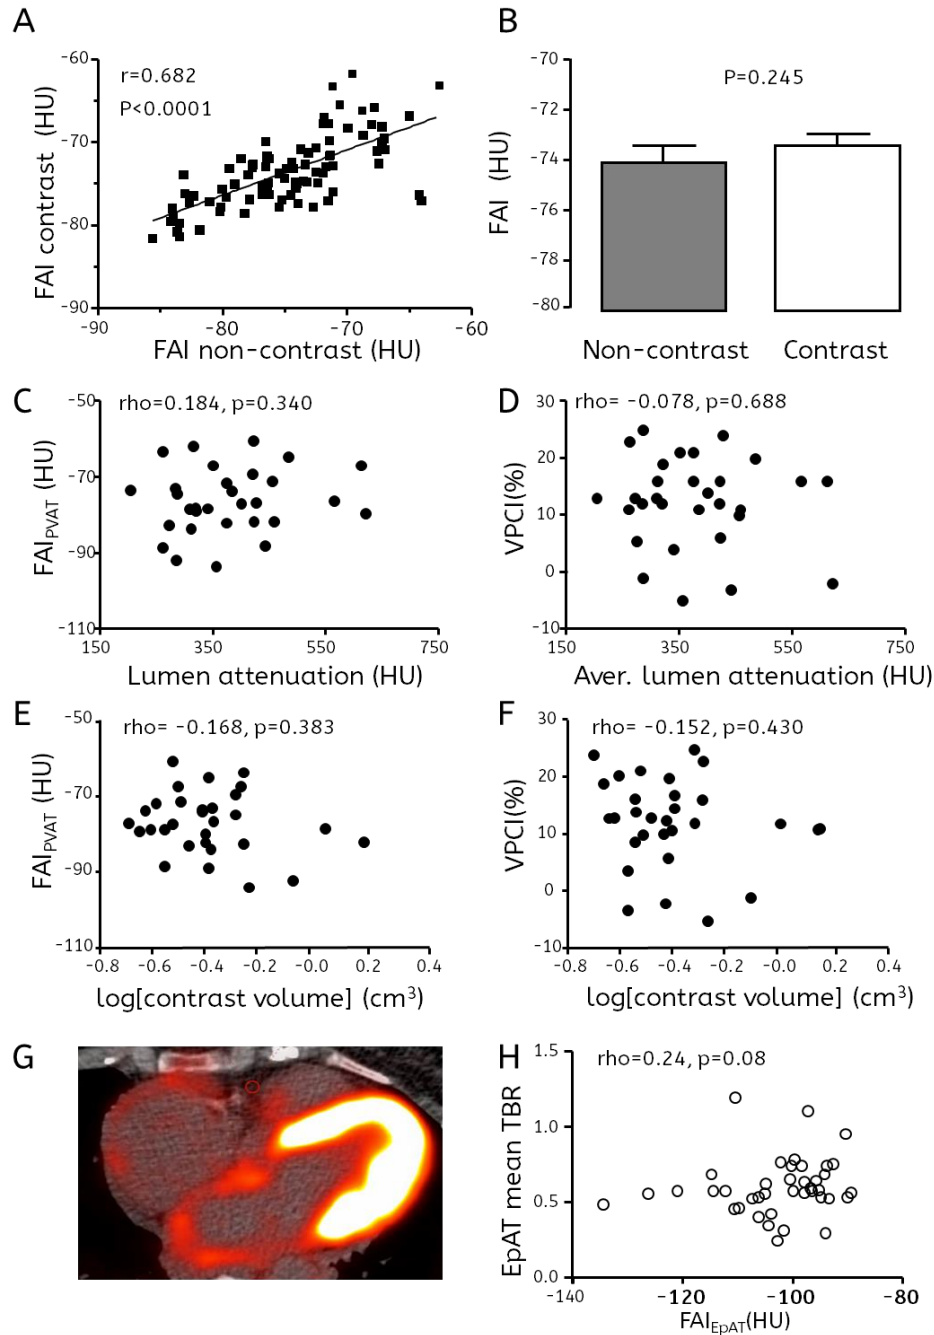 A
-60
-70
-80
-90
FAI contrast (HU)
r=0.682
P<0.0001
-90 -80 -70 -60
FAI non-contrast (HU)
B
-70
-72
-74
-76
-78
-80
FAI (HU)
P=0.245
Non-contrast Contrast
C
-50
-70
-90
-110
FAIPVAT (HU)
rho=0.184, p=0.340
150 350 550 750
Lumen attenuation (HU)
D
30
20
10
0
-10
VPCI(%)
rho= -0.078, p=0.688
150 350 550 750
Aver. lumen attenuation (HU)
E
-50
-70
-90
-110
FAIPVAT (HU)
rho= -0.168, p=0.383
-0.8 -0.6 -0.4 -0.2 -0.0 0.2 0.4
log[contrast volume] (cm³)
F
30
20
10
0
-10
VPCI(%)
rho= -0.152, p=0.430
-0.8 -0.6 -0.4 -0.2 -0.0 0.2 0.4
log[contrast volume] (cm³)
G
H
1.5
1.0
0.5
0.0
EpAT mean TBR
rho=0.24, p=0.08
-140 -120 -100 -80
FAIEpAT(HU)